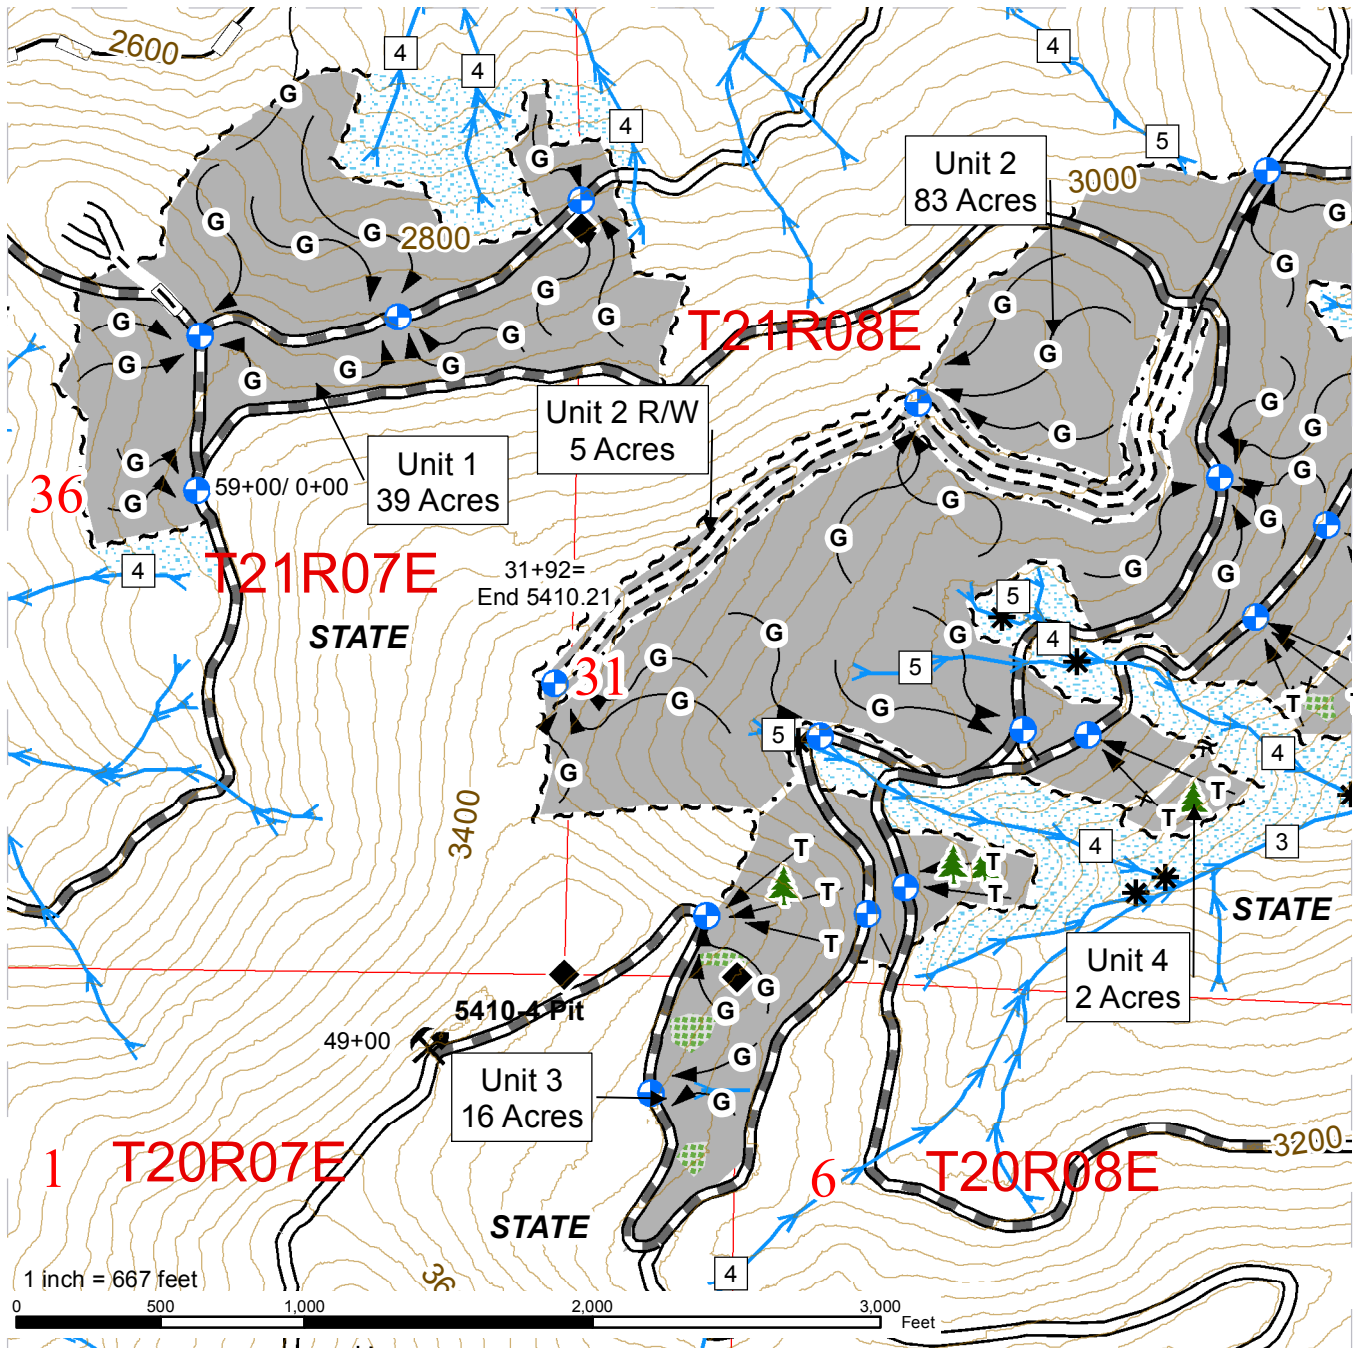 2600
4
4
4
4
5
G
G
G
G
G
2800
Unit 2
83 Acres
3000
G
G
G
G
G
G
G
G
G
G
G
G
T21R08E
G
G
G
G
G
G
Unit 2 R/W
5 Acres
Unit 1
39 Acres
36
G
G
59+00/ 0+00
G
G
G
G
G
G
4
T21R07E
STATE
31+92=
End 5410.21
5
4
5
G
G
G
31
G
G
G
T
5
4
G
3400
T
T
4
3
T
T
T
T
T
STATE
Unit 4
2 Acres
G
G
5410-4 Pit
49+00
G
G
Unit 3
16 Acres
1
T20R07E
6
T20R08E
3200
STATE
4
36
1 inch = 667 feet
0
500
1,000
2,000
3,000
Feet